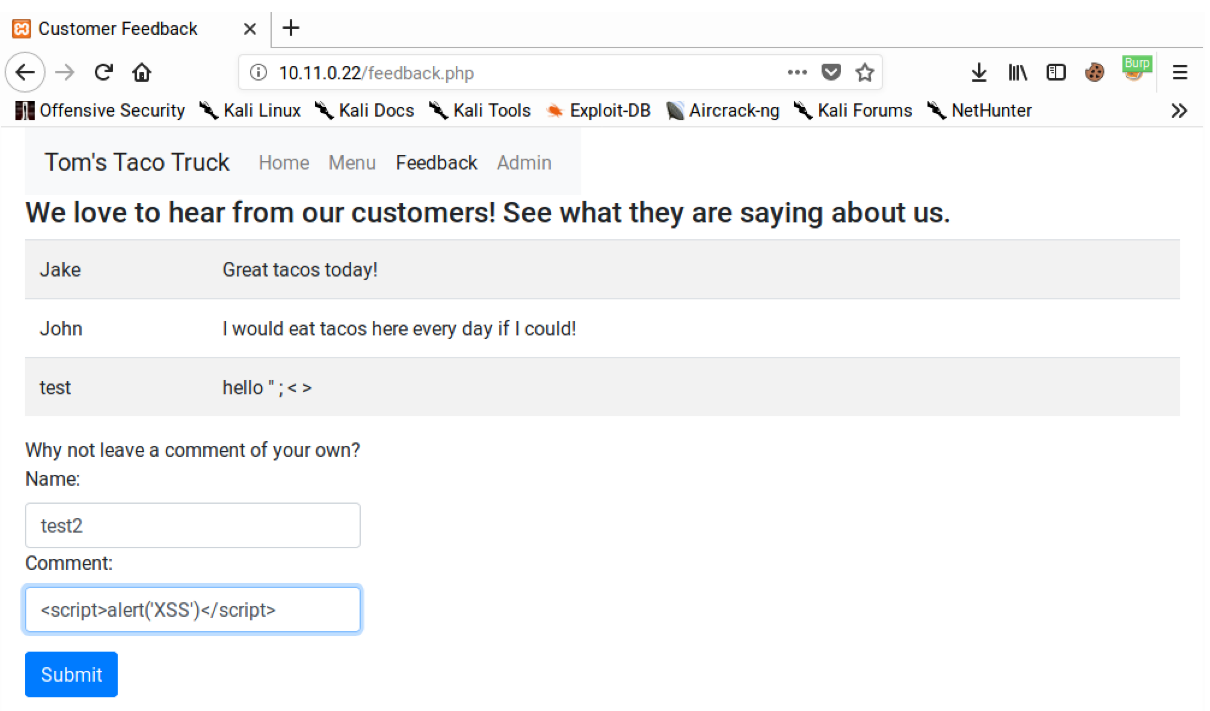 Customer Feedback
10.11.0.22/feedback.php
Burp
Offensive Security Kali Linux Kali Docs Kali Tools Exploit-DB Aircrack-ng Kali Forums NetHunter
Tom's Taco Truck Home Menu Feedback Admin
We love to hear from our customers! See what they are saying about us.
Jake Great tacos today!
John I would eat tacos here every day if I could!
test hello " ; < >
Why not leave a comment of your own?
Name:
test2
Comment:
<script>alert('XSS')</script>
Submit